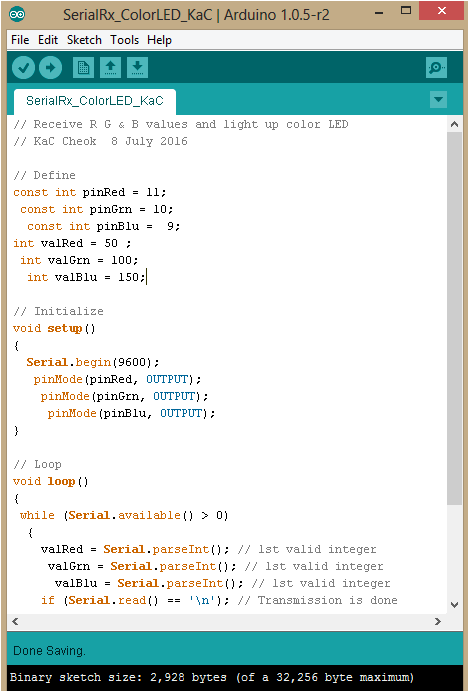 SerialRx_ColorLED_KaC | Arduino 1.0.5-r2
File Edit Sketch Tools Help
SerialRx_ColorLED_KaC
// Receive R G & B values and light up color LED
// KaC Cheok  8 July 2016
// Define
const int pinRed = 11;
const int pinGrn = 10;
const int pinBlu =  9;
int valRed = 50 ;
int valGrn = 100;
int valBlu = 150;
// Initialize
void setup()
{
Serial.begin(9600);
pinMode(pinRed, OUTPUT);
pinMode(pinGrn, OUTPUT);
pinMode(pinBlu, OUTPUT);
}
// Loop
void loop()
{
while (Serial.available() > 0)
{
valRed = Serial.parseInt(); // 1st valid integer
valGrn = Serial.parseInt(); // 1st valid integer
valBlu = Serial.parseInt(); // 1st valid integer
if (Serial.read() == '\n'); // Transmission is done
Done Saving.
Binary sketch size: 2,928 bytes (of a 32,256 byte maximum)